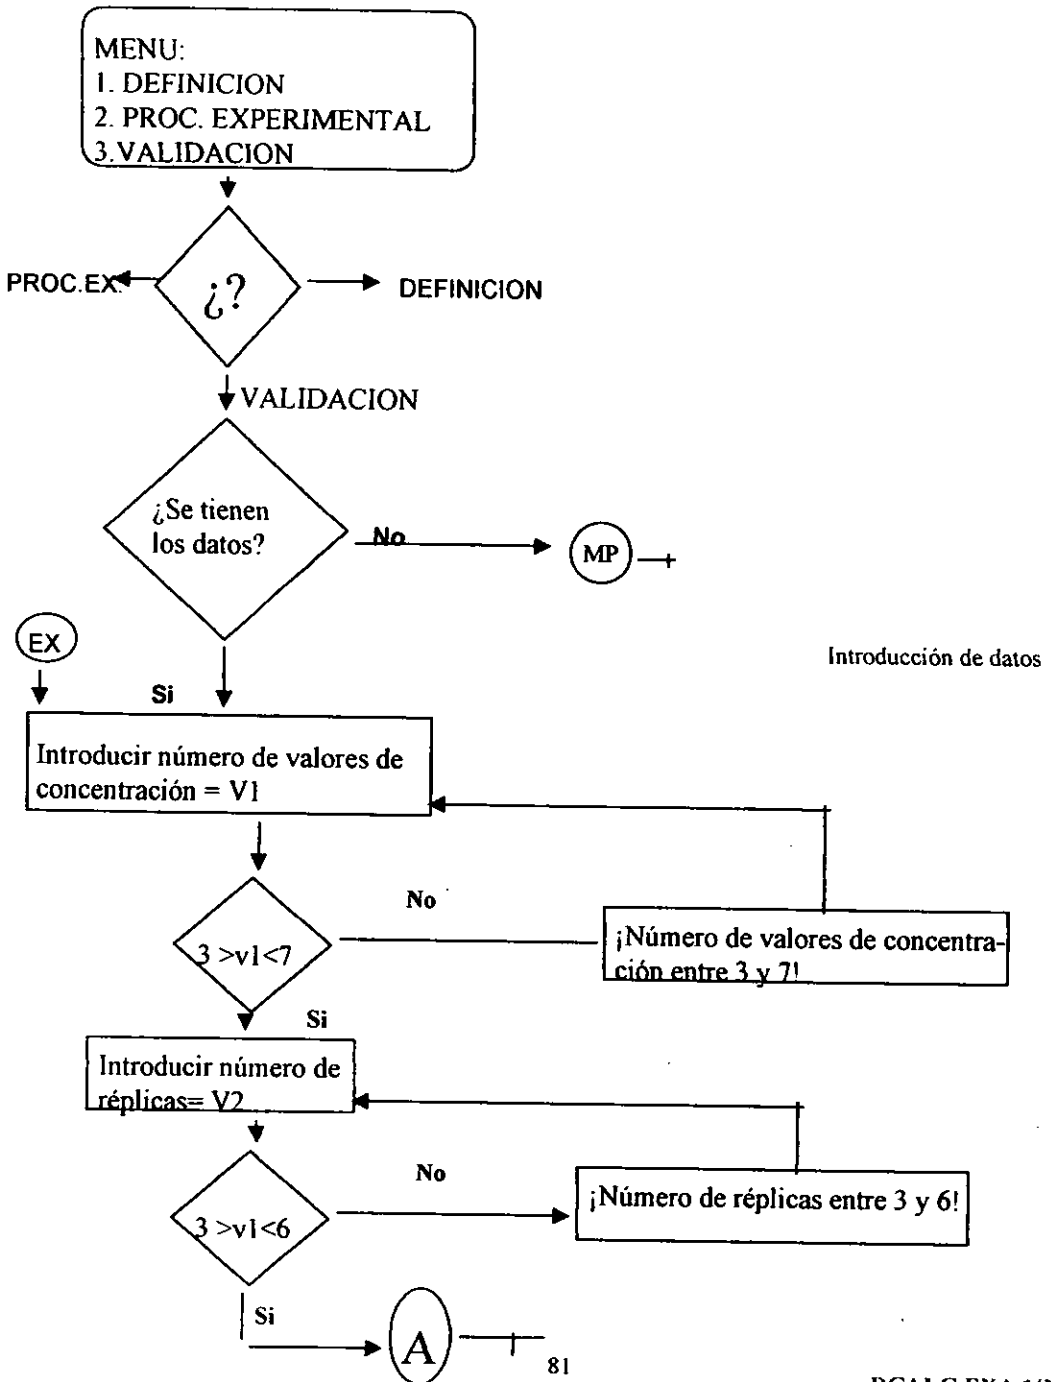 MENU:
1. DEFINICION
2. PROC. EXPERIMENTAL
3.VALIDACION
¿?
PROC.EX.
DEFINICION
VALIDACION
¿Se tienen
los datos?
No
MP
EX
Introducción de datos
Si
Introducir número de valores de
concentración = V1
No
3 >v1<7
¡Número de valores de concentra-
ción entre 3 y 7!
Si
Introducir número de
réplicas= V2
No
3 >v1<6
¡Número de réplicas entre 3 y 6!
Si
A
81